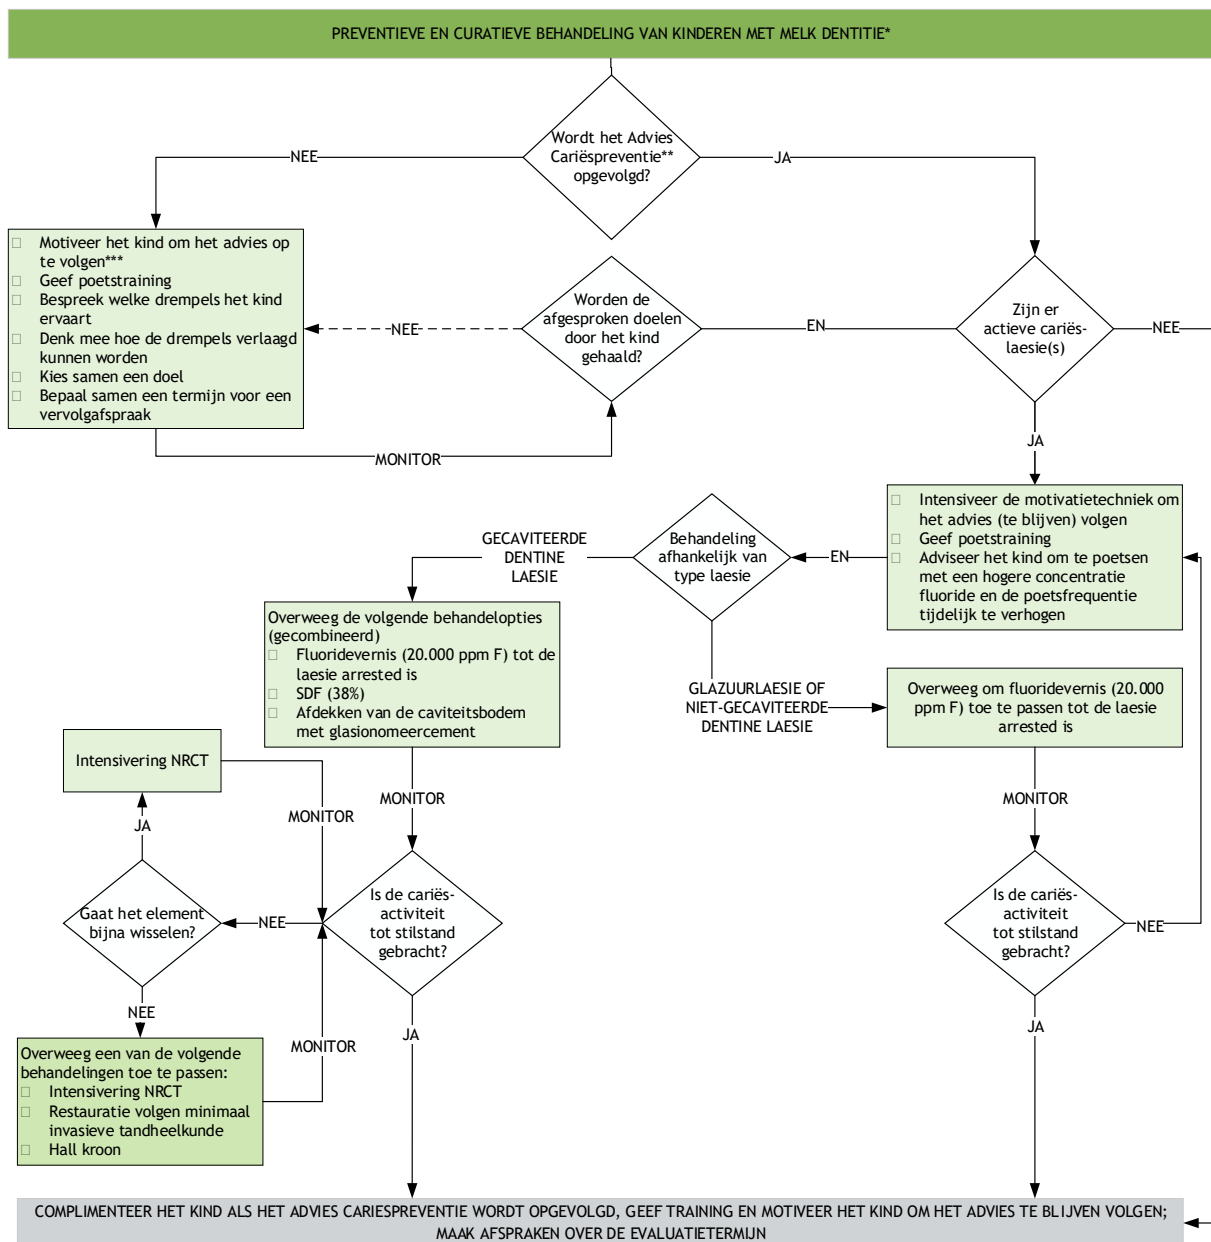 PREVENTIEVE EN CURATIEVE BEHANDELING VAN KINDEREN MET MELK DENTITIE*
Wordt het Advies
Cariëspreventie**
opgevolgd?
NEE
JA
Motiveer het kind om het advies op
te volgen***
Geef poetstraining
Bespreek welke drempels het kind
ervaart
Denk mee hoe de drempels verlaagd
kunnen worden
Kies samen een doel
Bepaal samen een termijn voor een
vervolgafspraak
Worden de
afgesproken doelen
door het kind
gehaald?
NEE
EN
Zijn er
actieve cariës-
laesie(s)
NEE
MONITOR
JA
Intensiveer de motivatietechniek om
het advies (te blijven) volgen
Geef poetstraining
Adviseer het kind om te poetsen
met een hogere concentratie
fluoride en de poetsfrequentie
tijdelijk te verhogen
EN
Behandeling
afhankelijk van
type laesie
GECAVITEERDE
DENTINE
LAESIE
Overweeg de volgende behandelopties
(gecombineerd)
Fluoridevernis (20.000 ppm F) tot de
laesie arrested is
SDF (38%)
Afdekken van de caviteitsbodem
met glasionomeercement
GLAZUURLAESIE OF
NIET-GECAVITEERDE
DENTINE LAESIE
Overweeg om fluoridevernis (20.000
ppm F) toe te passen tot de laesie
arrested is
Intensivering NRCT
MONITOR
MONITOR
MONITOR
JA
Gaat het element
bijna wisselen?
NEE
Is de cariës-
activiteit
tot stilstand
gebracht?
Is de cariës-
activiteit
tot stilstand
gebracht?
NEE
NEE
MONITOR
JA
JA
Overweeg een van de volgende
behandelingen toe te passen:
Intensivering NRCT
Restauratie volgen minimaal
invasieve tandheelkunde
Hall kroon
COMPLIMENTEER HET KIND ALS HET ADVIES CARIESPREVENTIE WORDT OPGEVOLGD, GEEF TRAINING EN MOTIVEER HET KIND OM HET ADVIES TE BLIJVEN VOLGEN;
MAAK AFSPRAKEN OVER DE EVALUATIETERMIJN